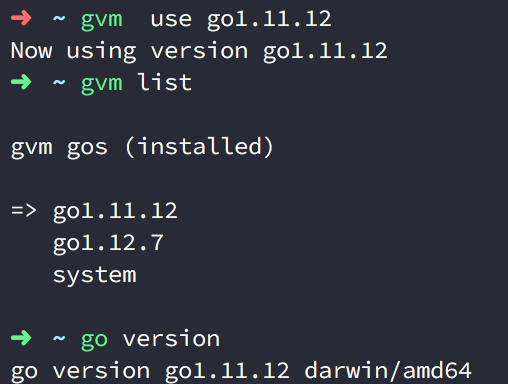 ➜ ~ gvm  use go1.11.12
Now using version go1.11.12
➜ ~ gvm list

gvm gos (installed)

=> go1.11.12
   go1.12.7
   system

➜ ~ go version
go version go1.11.12 darwin/amd64